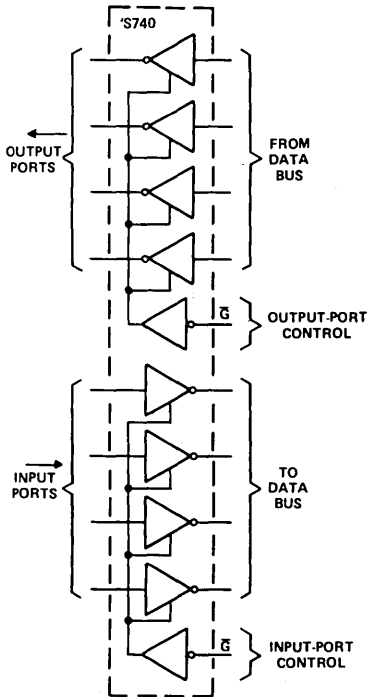 'S740
OUTPUT
PORTS
FROM
DATA
BUS
G̅
OUTPUT-PORT
CONTROL
INPUT
PORTS
TO
DATA
BUS
G̅
INPUT-PORT
CONTROL